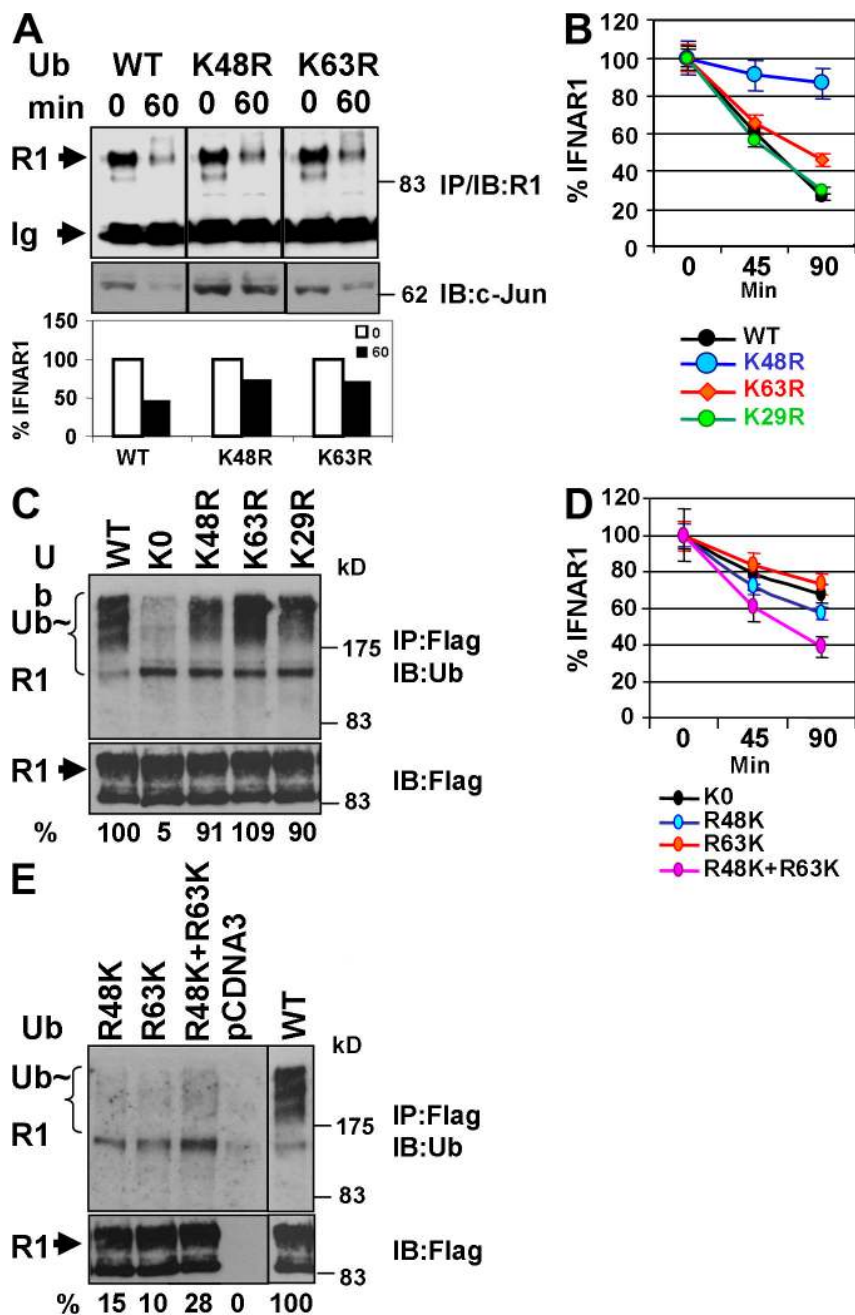 A
Ub WT K48R K63R
min 0 60 0 60 0 60
R1
83 IP/IB:R1
Ig
62 IB:c-Jun
150
100
50
0
% IFNAR1
0
60
WT K48R K63R
B
120
100
80
60
40
20
0
% IFNAR1
0 45 90
Min
WT
K48R
K63R
K29R
C
U
b
WT K0 K48R K63R K29R
kD
Ub~
175 IP:Flag
R1 IB:Ub
83
R1 IB:Flag
83
% 100 5 91 109 90
D
120
100
80
60
40
20
0
% IFNAR1
0 45 90
Min
K0
R48K
R63K
R48K+R63K
E
Ub R48K R63K R48K+R63K pCDNA3 WT
kD
Ub~
IP:Flag
175
R1 IB:Ub
83
R1 IB:Flag
83
% 15 10 28 0 100